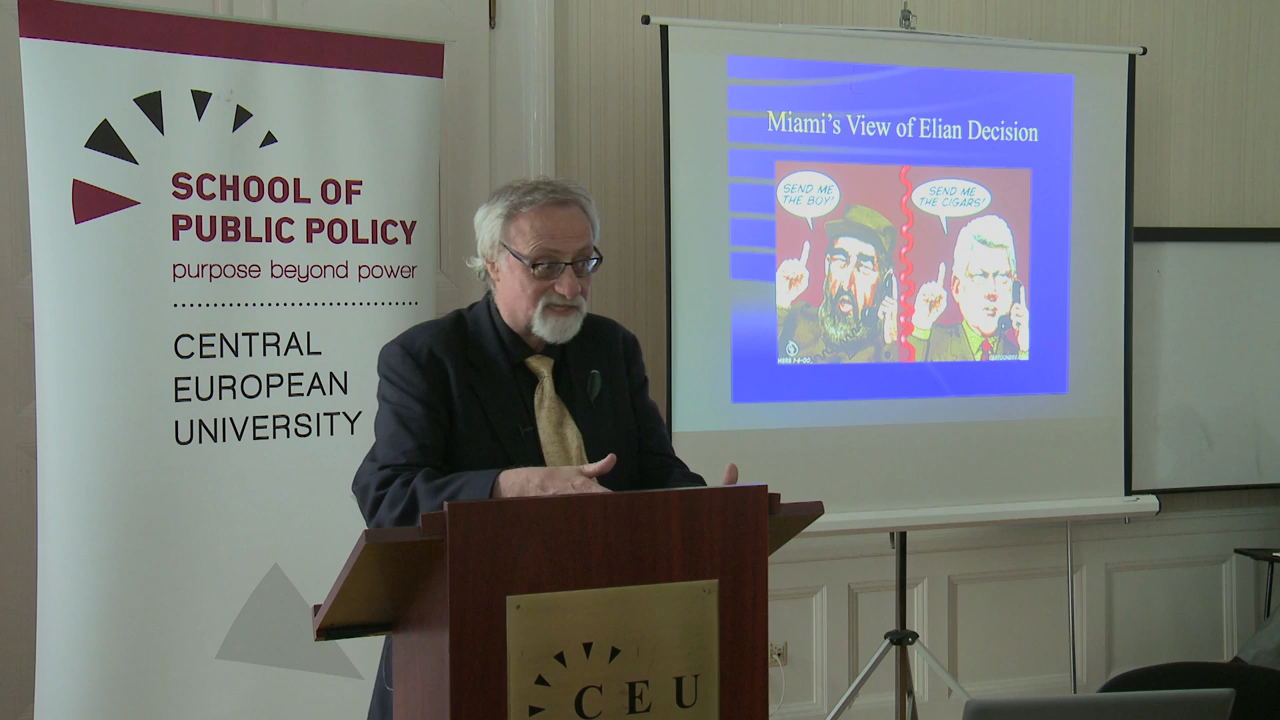 SCHOOL OF
PUBLIC POLICY
purpose beyond power
CENTRAL
EUROPEAN
UNIVERSITY
Miami's View of Elian Decision
SEND ME
THE BOY!
SEND ME
THE CIGARS!
CEU